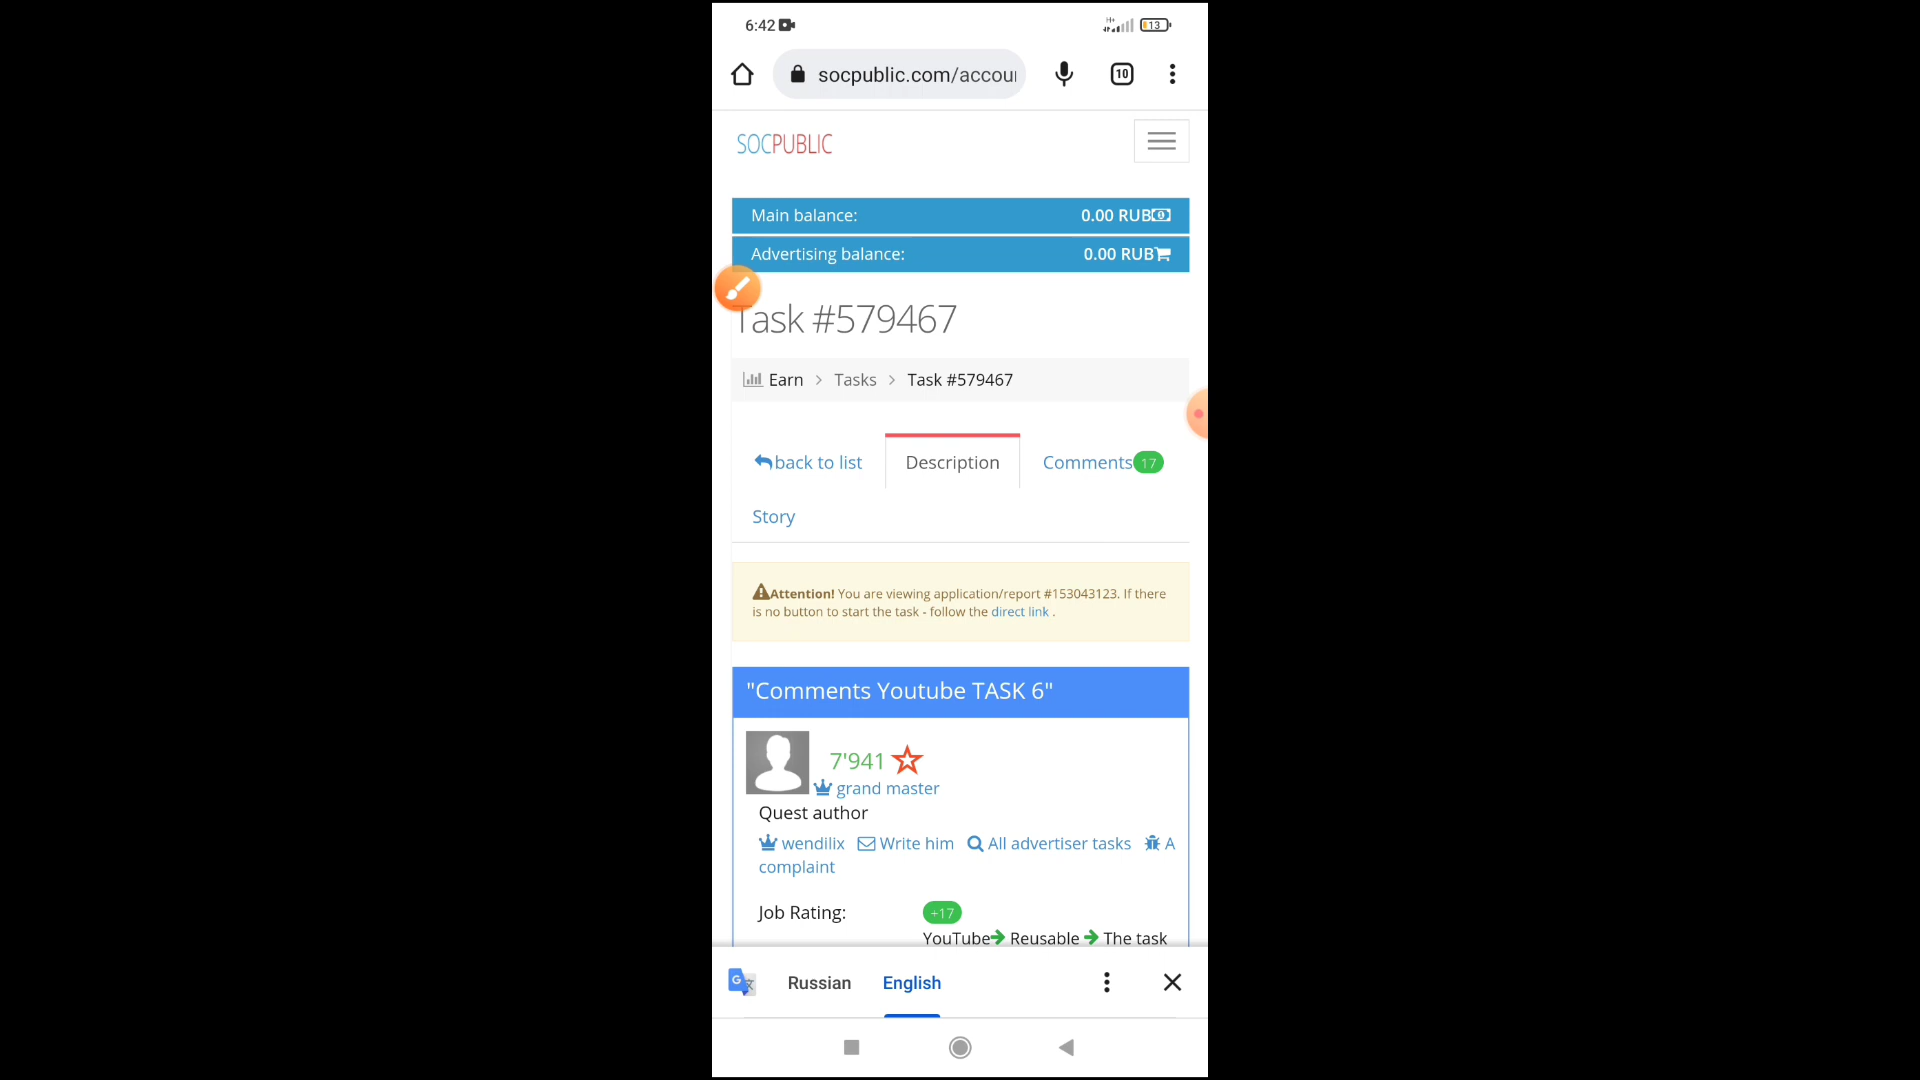 6:42
H+
13
socpublic.com/accou
10
SOCPUBLIC
Main balance: 0.00 RUB
Advertising balance: 0.00 RUB
Task #579467
Earn > Tasks > Task #579467
back to list Description Comments 17
Story
Attention! You are viewing application/report #153043123. If there
is no button to start the task - follow the direct link .
"Comments Youtube TASK 6"
7'941
grand master
Quest author
wendilix Write him All advertiser tasks A
complaint
Job Rating: +17
YouTube Reusable The task
G Russian English